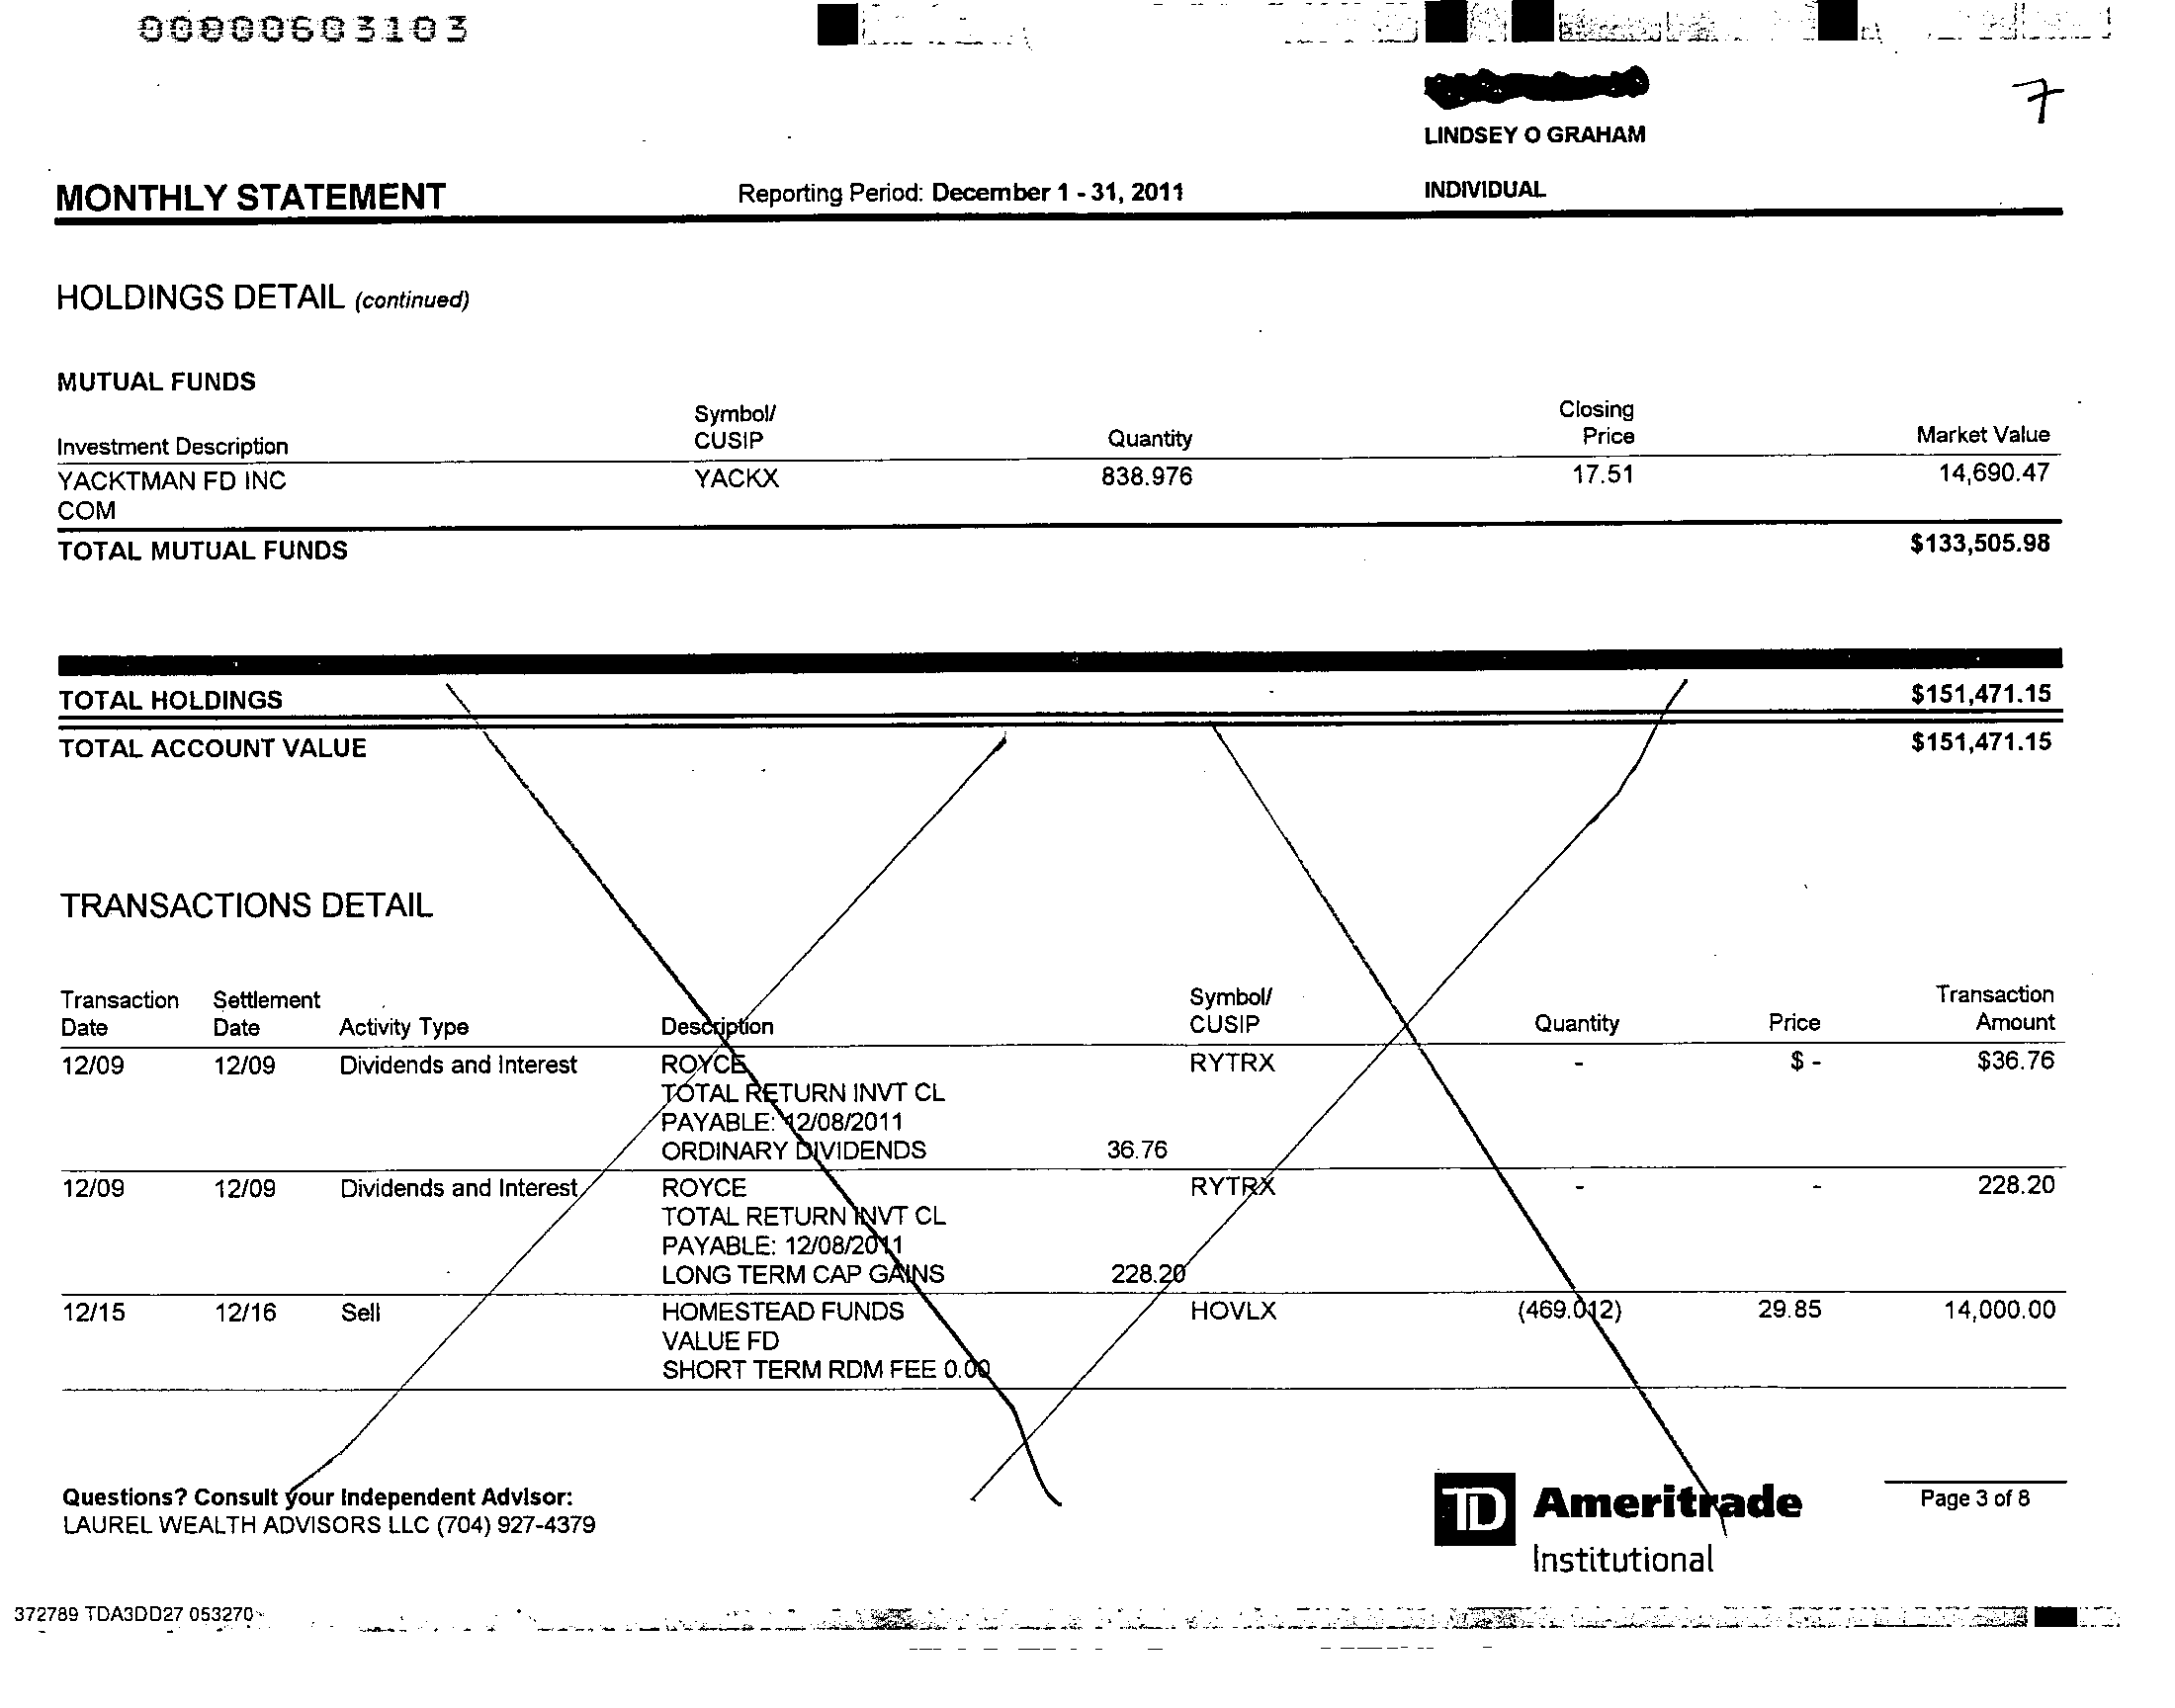 00000603103
7
LINDSEY O GRAHAM
MONTHLY STATEMENT Reporting Period: December 1 - 31, 2011 INDIVIDUAL
HOLDINGS DETAIL (continued)
MUTUAL FUNDS
Symbol/ Closing
Investment Description CUSIP Quantity Price Market Value
YACKTMAN FD INC YACKX 838.976 17.51 14,690.47
COM
TOTAL MUTUAL FUNDS $133,505.98
TOTAL HOLDINGS $151,471.15
TOTAL ACCOUNT VALUE $151,471.15
TRANSACTIONS DETAIL
Transaction Settlement Symbol/ Transaction
Date Date Activity Type Description CUSIP Quantity Price Amount
12/09 12/09 Dividends and Interest ROYCE RYTRX - $ - $36.76
TOTAL RETURN INVT CL
PAYABLE: 12/08/2011
ORDINARY DIVIDENDS 36.76
12/09 12/09 Dividends and Interest ROYCE RYTRX - - 228.20
TOTAL RETURN INVT CL
PAYABLE: 12/08/2011
LONG TERM CAP GAINS 228.20
12/15 12/16 Sell HOMESTEAD FUNDS HOVLX (469.012) 29.85 14,000.00
VALUE FD
SHORT TERM RDM FEE 0.00
Questions? Consult your Independent Advisor:
LAUREL WEALTH ADVISORS LLC (704) 927-4379
TD Ameritrade
Institutional
Page 3 of 8
372789 TDA3DD27 053270